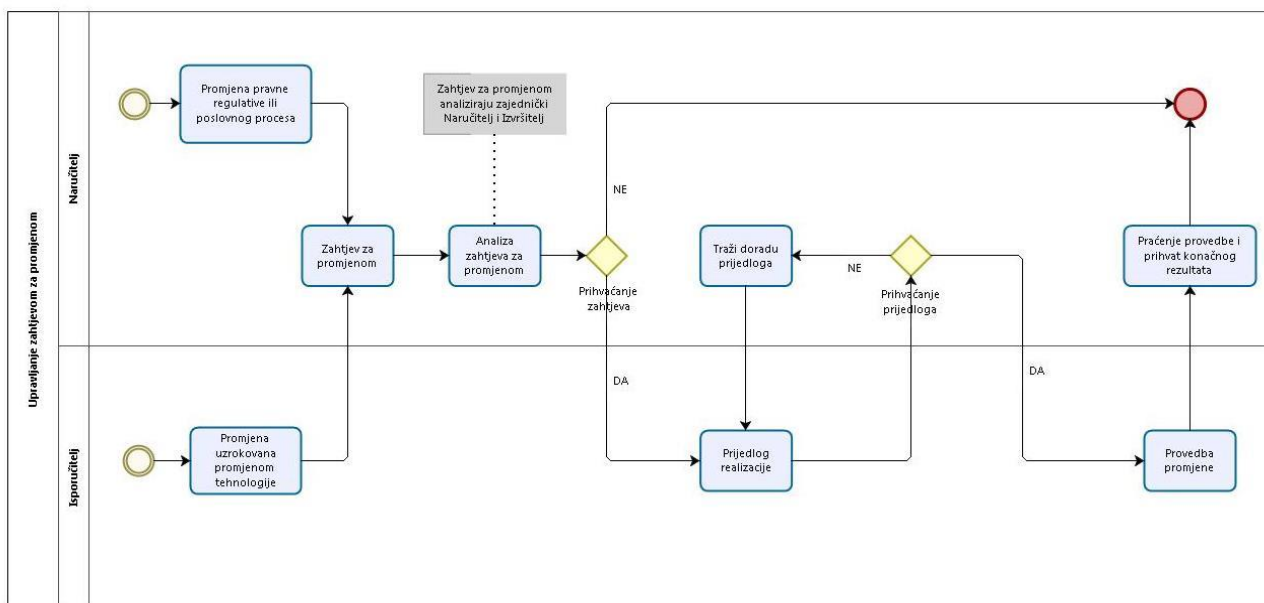 Upravljanje zahtjevom za promjenom
Naručitelj
Promjena pravne
regulative ili
poslovnog procesa
Zahtjev za promjenom
analiziraju zajednički
Naručitelj i Izvršitelj
NE
Zahtjev za
promjenom
Analiza
zahtjeva za
promjenom
Prihvaćanje
zahtjeva
Traži doradu
prijedloga
NE
Prihvaćanje
prijedloga
Praćenje provedbe i
prihvat konačnog
rezultata
Isporučitelj
DA
DA
Promjena
uzrokovana
promjenom
tehnologije
Prijedlog
realizacije
Provedba
promjene